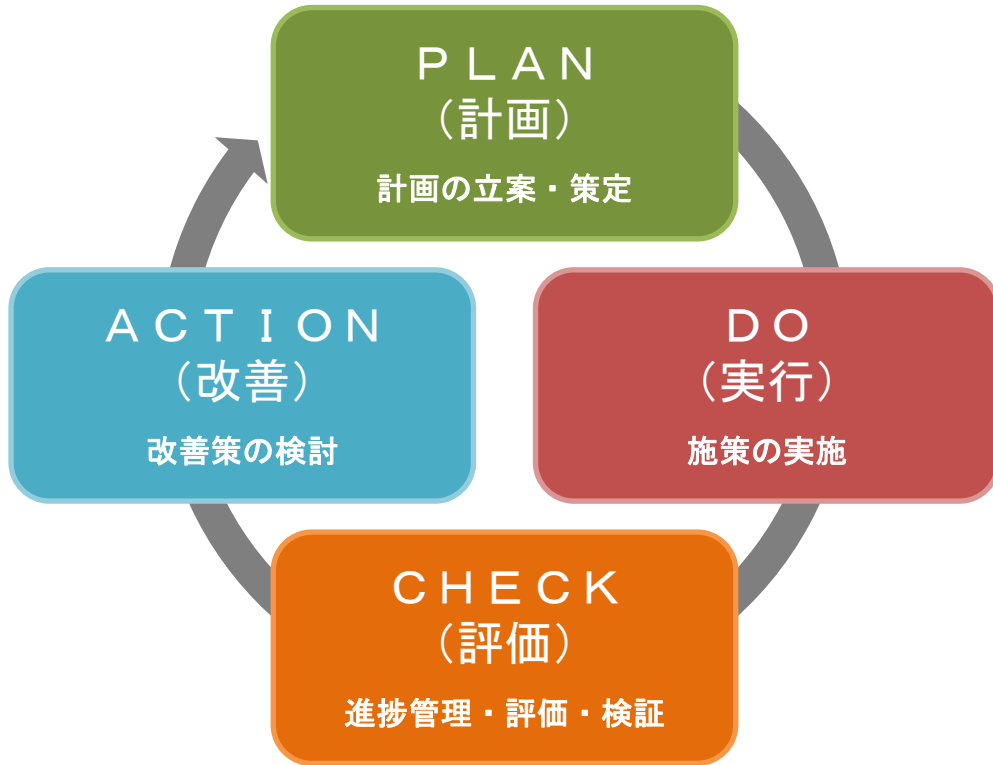 ＰＬＡＮ
（計画）
計画の立案・策定
ＡＣＴＩＯＮ
（改善）
改善策の検討
ＤＯ
（実行）
施策の実施
ＣＨＥＣＫ
（評価）
進捗管理・評価・検証